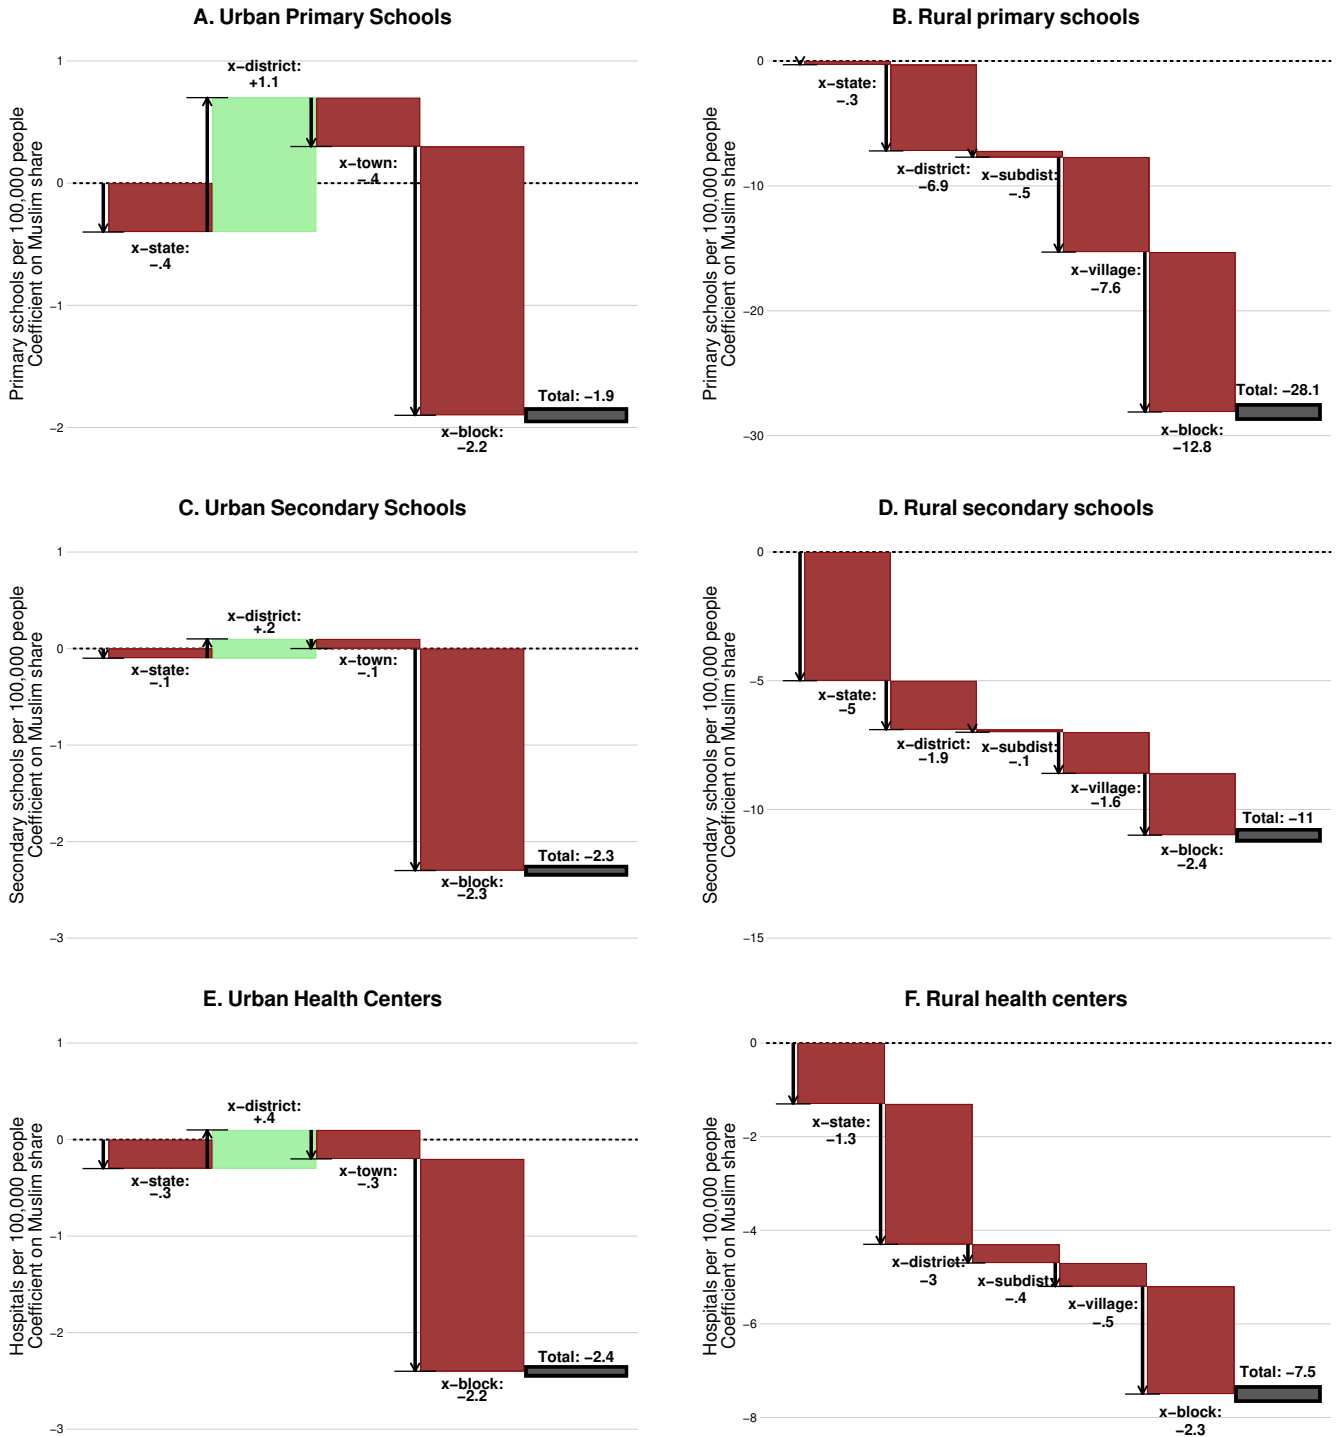 A. Urban Primary Schools
Primary schools per 100,000 people
Coefficient on Muslim share
1
0
−1
−2
x−state:
−.4
x−district:
+1.1
x−town:
−.4
x−block:
−2.2
Total: −1.9
B. Rural primary schools
Primary schools per 100,000 people
Coefficient on Muslim share
0
−10
−20
−30
x−state:
−.3
x−district:
−6.9
x−subdist:
−.5
x−village:
−7.6
x−block:
−12.8
Total: −28.1
C. Urban Secondary Schools
Secondary schools per 100,000 people
Coefficient on Muslim share
1
0
−1
−2
−3
x−state:
−.1
x−district:
+.2
x−town:
−.1
x−block:
−2.3
Total: −2.3
D. Rural secondary schools
Secondary schools per 100,000 people
Coefficient on Muslim share
0
−5
−10
−15
x−state:
−5
x−district:
−1.9
x−subdist:
−.1
x−village:
−1.6
x−block:
−2.4
Total: −11
E. Urban Health Centers
Hospitals per 100,000 people
Coefficient on Muslim share
1
0
−1
−2
−3
x−state:
−.3
x−district:
+.4
x−town:
−.3
x−block:
−2.2
Total: −2.4
F. Rural health centers
Hospitals per 100,000 people
Coefficient on Muslim share
0
−2
−4
−6
−8
x−state:
−1.3
x−district:
−3
x−subdist:
−.4
x−village:
−.5
x−block:
−2.3
Total: −7.5